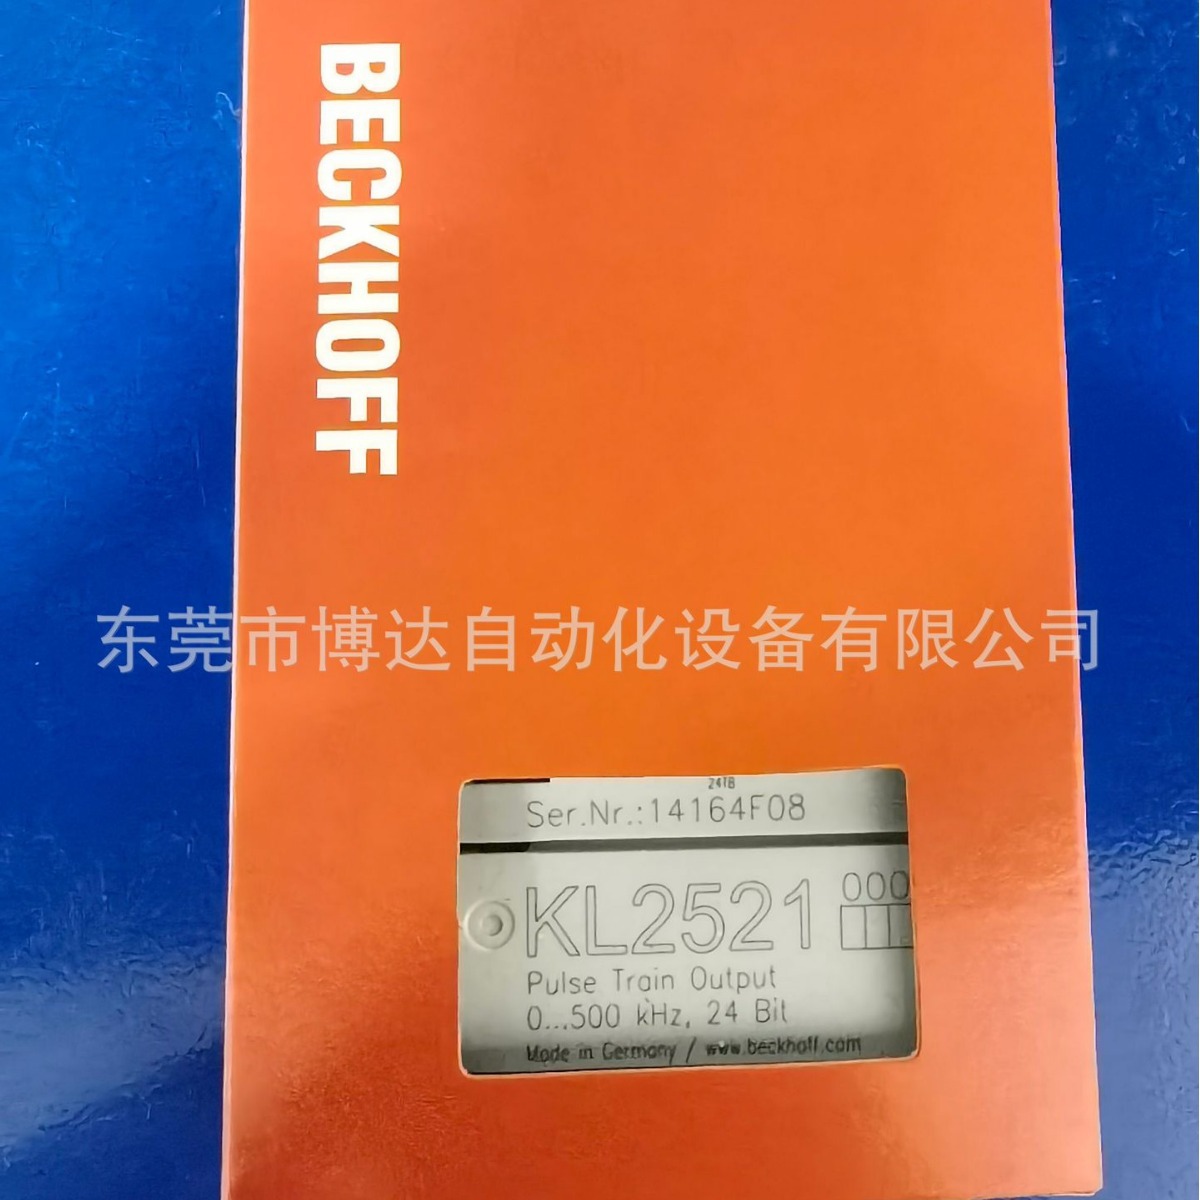 BECKHOFF
东莞市博达自动化设备有限公司
24TB
Ser.Nr.:14164F08
KL2521
000
Pulse Train Output
0...500 kHz, 24 Bit
Made in Germany / www.beckhoff.com